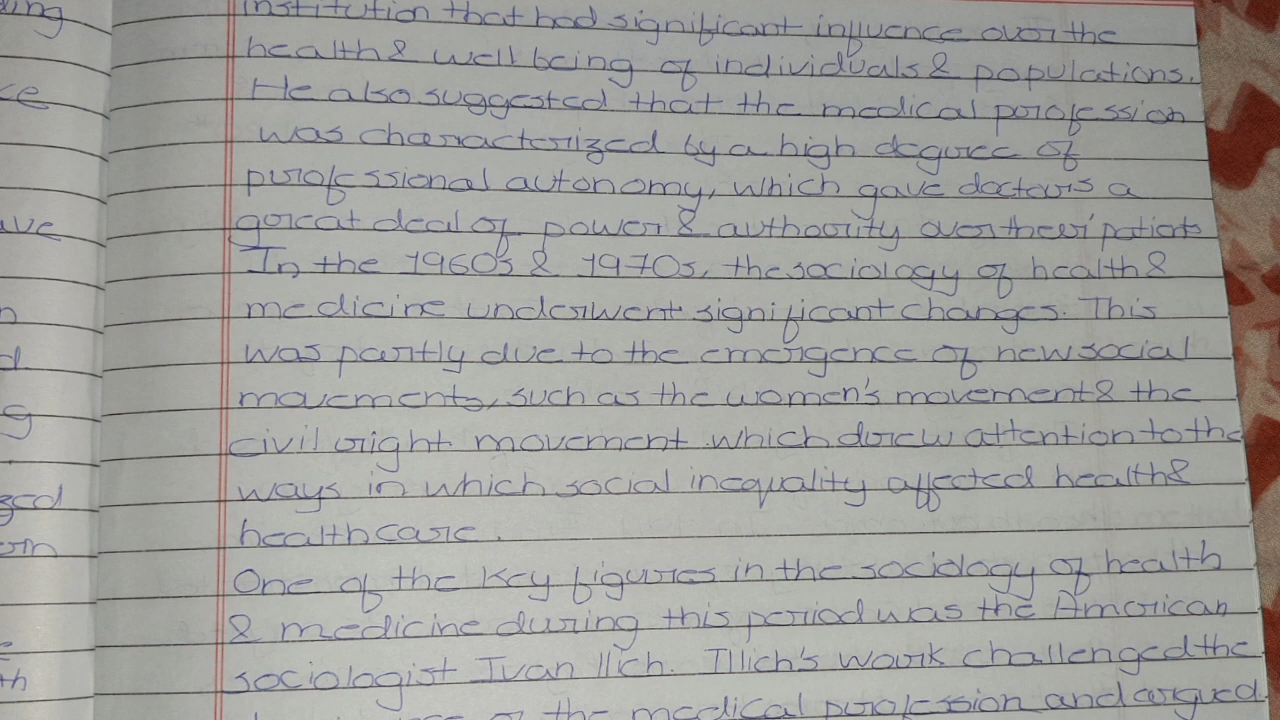 institution that had significant influence over the
health & well being of individuals & populations.
He also suggested that the medical profession
was characterized by a high degree of
professional autonomy, which gave doctors a
great deal of power & authority over their patients
In the 1960s & 1970s, the sociology of health &
medicine underwent significant changes. This
was partly due to the emergence of new social
movements, such as the women's movement & the
civil right movement which drew attention to the
ways in which social inequality affected health &
healthcare.
One of the key figures in the sociology of health
& medicine during this period was the American
sociologist Ivan llich. Illich's work challenged the
the medical profession and argued